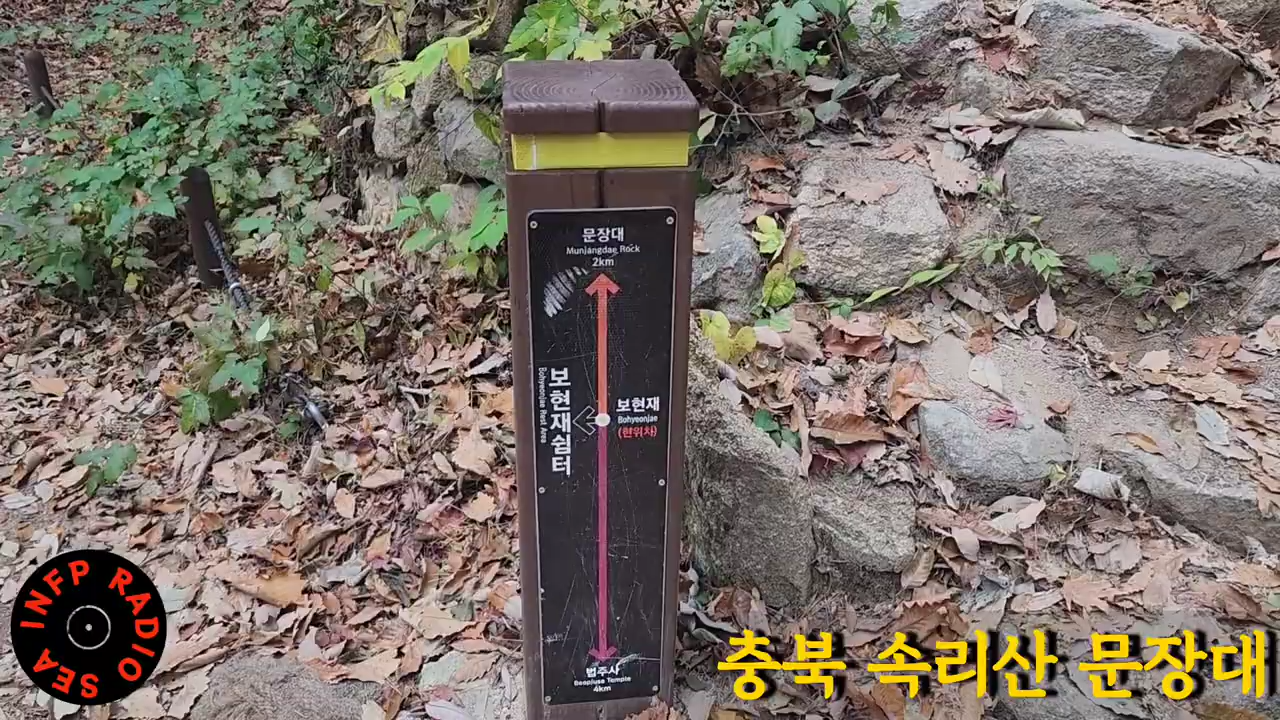 문장대
Munjangdae Rock
2km
보현재쉼터
Bohyeonjae Rest Area
보현재
Bohyeonjae
(현위치)
법주사
Beopjusa Temple
4km
INFP RADIO SEA
충북 속리산 문장대